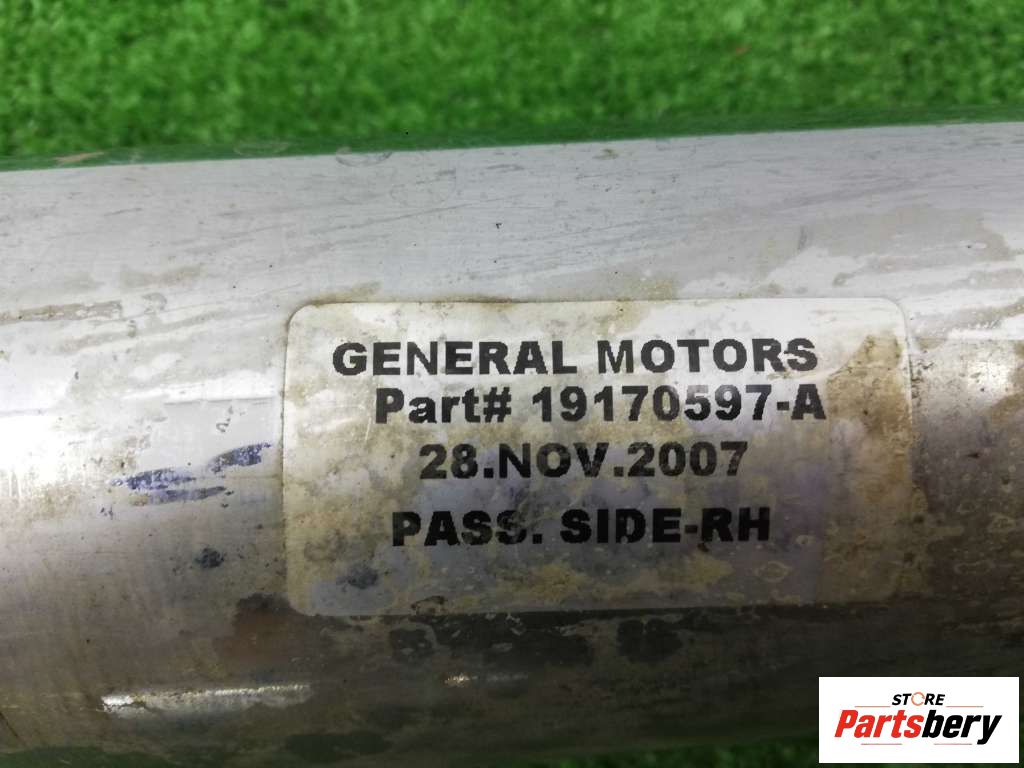 GENERAL MOTORS
Part# 19170597-A
28.NOV.2007
PASS. SIDE-RH
STORE
Partsbery